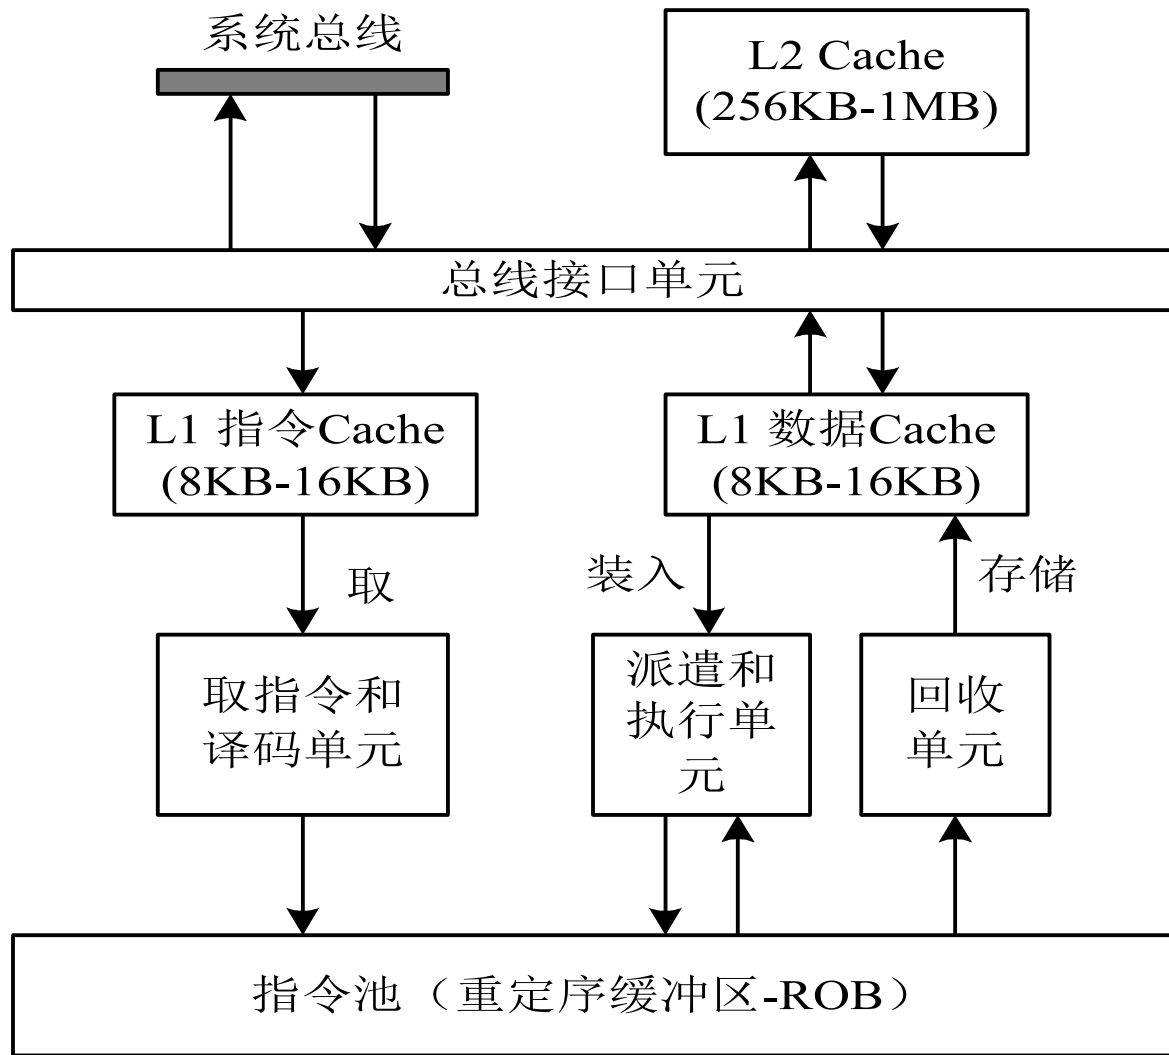 系统总线
L2 Cache
(256KB-1MB)
总线接口单元
L1 指令Cache
(8KB-16KB)
L1 数据Cache
(8KB-16KB)
取
装入
存储
取指令和
译码单元
派遣和
执行单
元
回收
单元
指令池（重定序缓冲区-ROB）